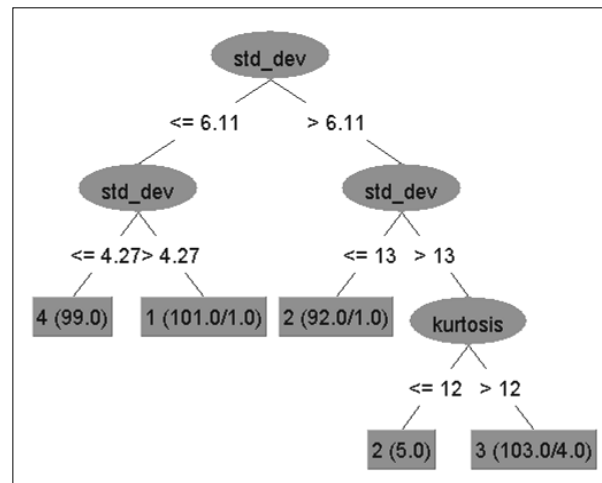 std_dev
<= 6.11 > 6.11
std_dev std_dev
<= 4.27 > 4.27 <= 13 > 13
4 (99.0) 1 (101.0/1.0) 2 (92.0/1.0) kurtosis
<= 12 > 12
2 (5.0) 3 (103.0/4.0)